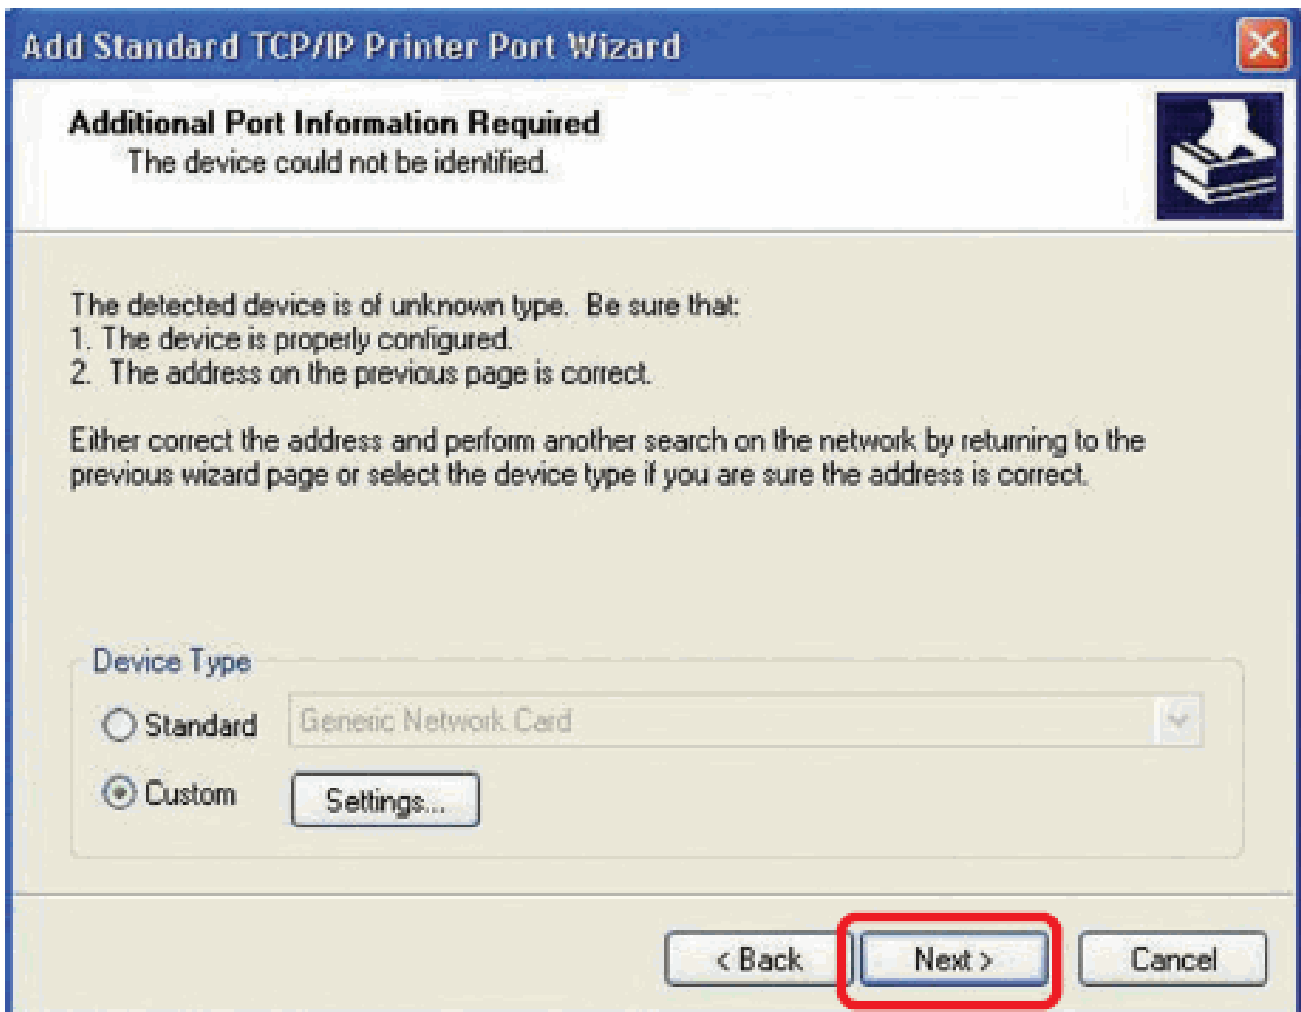 Add Standard TCP/IP Printer Port Wizard
Additional Port Information Required
The device could not be identified.
The detected device is of unknown type.  Be sure that:
1. The device is properly configured.
2.  The address on the previous page is correct.
Either correct the address and perform another search on the network by returning to the
previous wizard page or select the device type if you are sure the address is correct.
Device Type
Standard
Generic Network Card
Custom
Settings...
< Back
Next >
Cancel